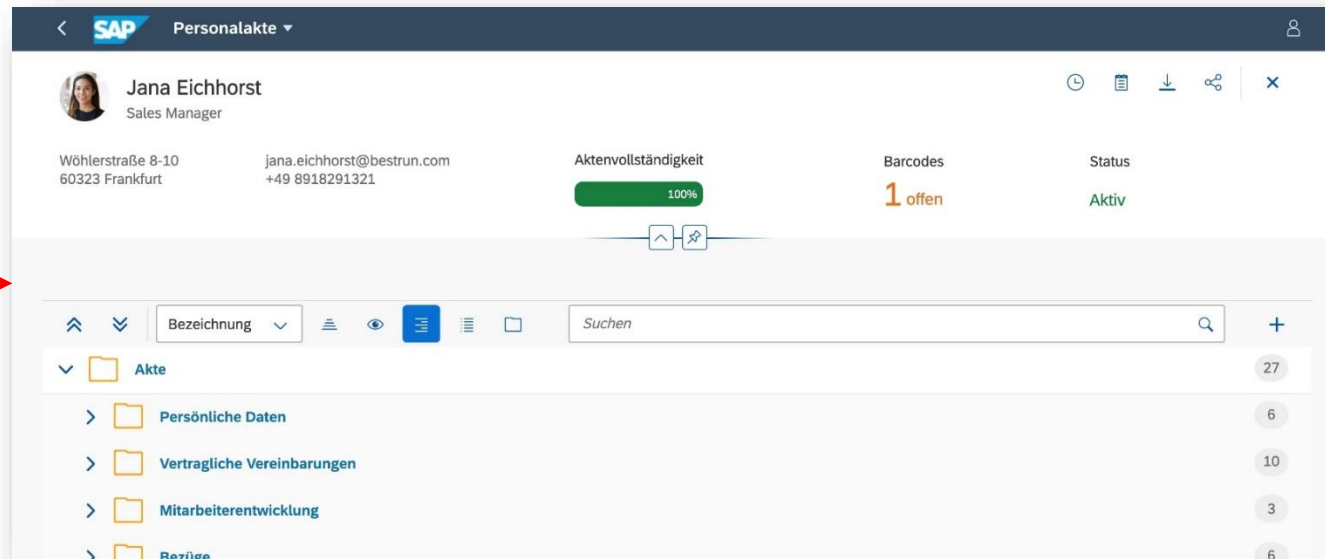 SAP Personalakte
Jana Eichhorst
Sales Manager
Wöhlerstraße 8-10
60323 Frankfurt
jana.eichhorst@bestrun.com
+49 8918291321
Aktenvollständigkeit
100%
Barcodes
1 offen
Status
Aktiv
Bezeichnung
Suchen
Akte 27
Persönliche Daten 6
Vertragliche Vereinbarungen 10
Mitarbeiterentwicklung 3
Bezüge 6